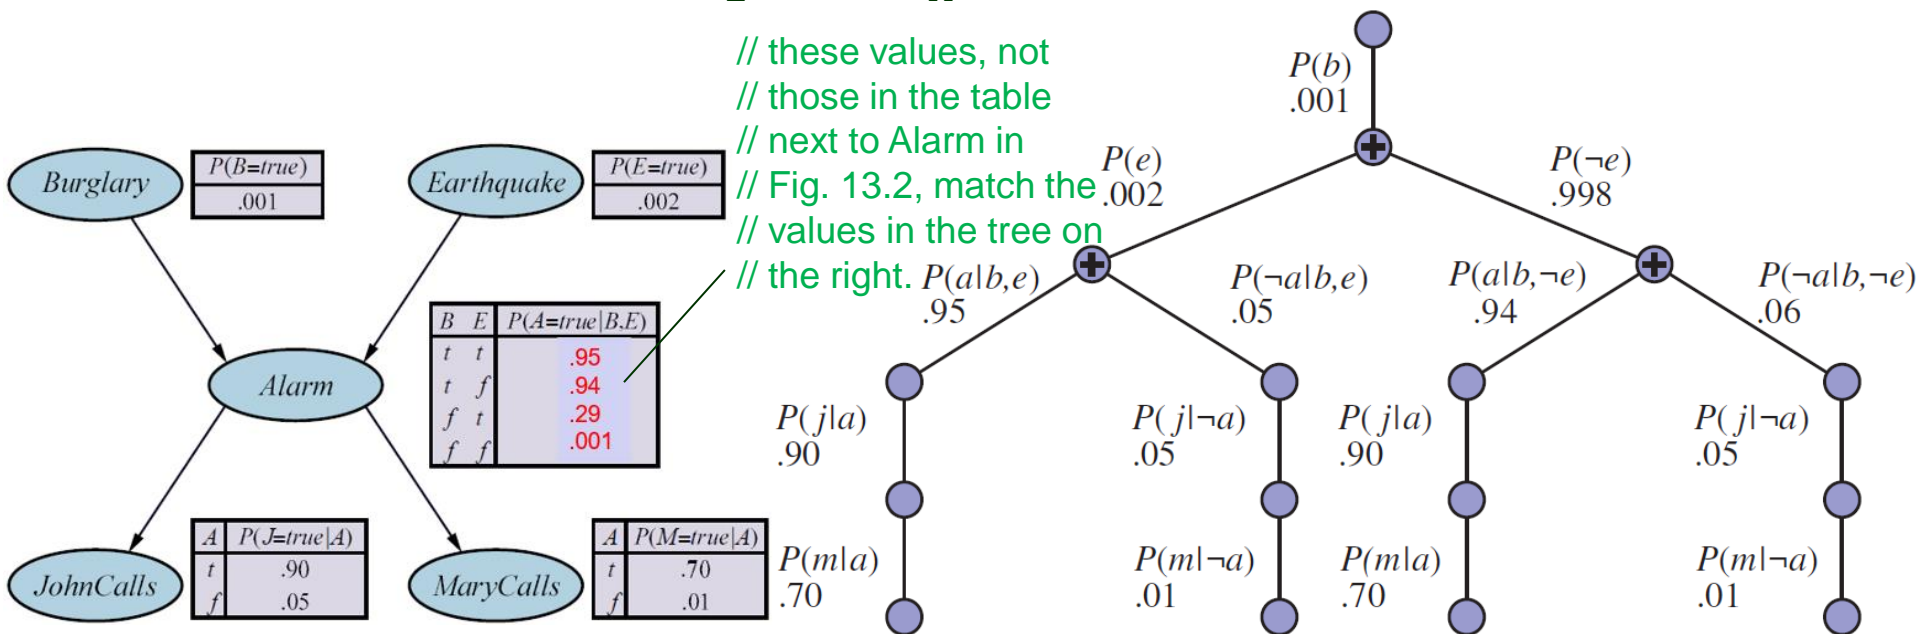 // these values, not
// those in the table
// next to Alarm in
// Fig. 13.2, match the
// values in the tree on
// the right.
Burglary
P(B=true)
.001
Earthquake
P(E=true)
.002
Alarm
B E P(A=true|B,E)
t t .95
t f .94
f t .29
f f .001
JohnCalls
A P(J=true|A)
t .90
f .05
MaryCalls
A P(M=true|A)
t .70
f .01
P(b)
.001
P(e)
.002
P(¬e)
.998
P(a|b,e)
.95
P(¬a|b,e)
.05
P(a|b,¬e)
.94
P(¬a|b,¬e)
.06
P(j|a)
.90
P(j|¬a)
.05
P(j|a)
.90
P(j|¬a)
.05
P(m|a)
.70
P(m|¬a)
.01
P(m|a)
.70
P(m|¬a)
.01